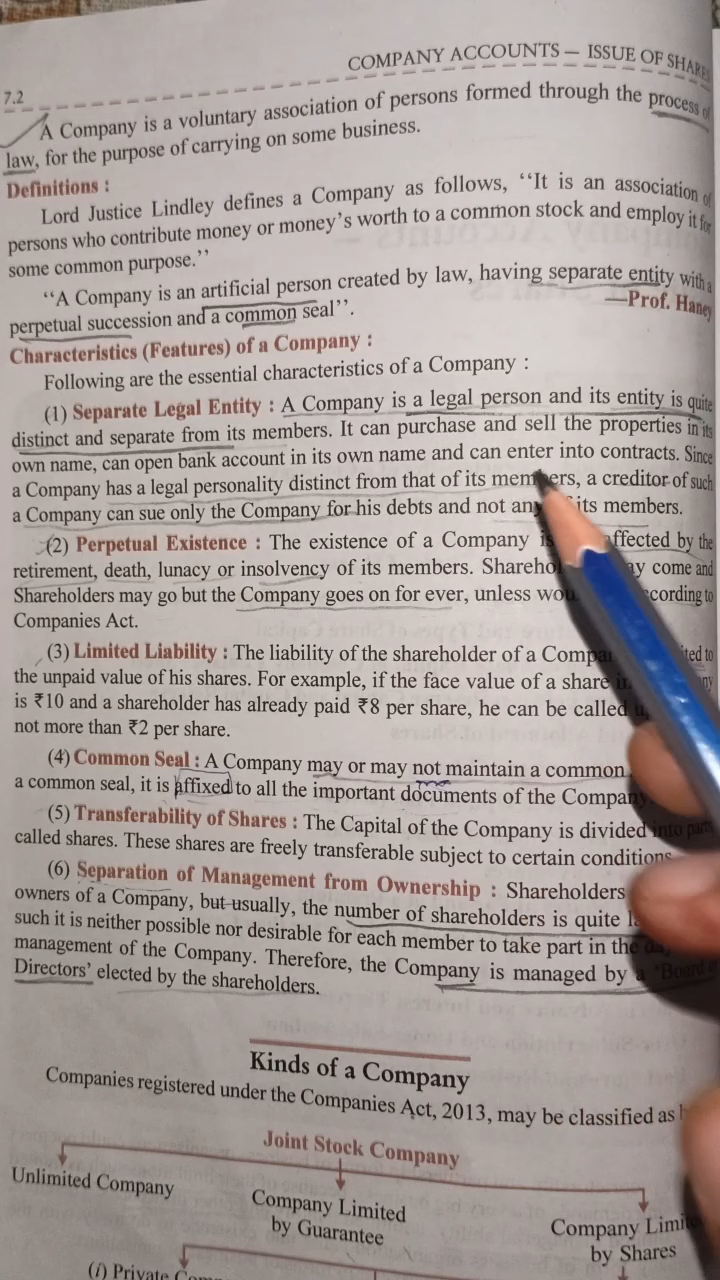 COMPANY ACCOUNTS — ISSUE OF SHARES
7.2
A Company is a voluntary association of persons formed through the process of
law, for the purpose of carrying on some business.
Definitions :
Lord Justice Lindley defines a Company as follows, “It is an association of
persons who contribute money or money’s worth to a common stock and employ it for
some common purpose.’’
“A Company is an artificial person created by law, having separate entity with a
perpetual succession and a common seal’’.
—Prof. Haney
Characteristics (Features) of a Company :
Following are the essential characteristics of a Company :
(1) Separate Legal Entity : A Company is a legal person and its entity is quite
distinct and separate from its members. It can purchase and sell the properties in its
own name, can open bank account in its own name and can enter into contracts. Since
a Company has a legal personality distinct from that of its members, a creditor of such
a Company can sue only the Company for his debts and not any its members.
(2) Perpetual Existence : The existence of a Company is affected by the
retirement, death, lunacy or insolvency of its members. come and
Shareholders may go but the Company goes on for ever, unless according to
Companies Act.
(3) Limited Liability : The liability of the shareholder of a to
the unpaid value of his shares. For example, if the face value of a share
is ₹10 and a shareholder has already paid ₹8 per share, he can be called
not more than ₹2 per share.
(4) Common Seal : A Company may or may not maintain a common
a common seal, it is affixed to all the important documents of the Company.
(5) Transferability of Shares : The Capital of the Company is divided into parts
called shares. These shares are freely transferable subject to certain conditions
(6) Separation of Management from Ownership : Shareholders
owners of a Company, but usually, the number of shareholders is quite
such it is neither possible nor desirable for each member to take part in the
management of the Company. Therefore, the Company is managed by a ‘Board of
Directors’ elected by the shareholders.
Kinds of a Company
Companies registered under the Companies Act, 2013, may be classified as
Joint Stock Company
Unlimited Company
Company Limited
by Guarantee
Company
by Shares
(i) Private